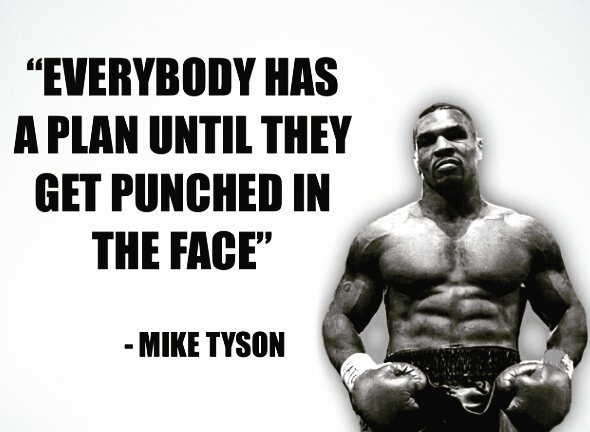 “EVERYBODY HAS
A PLAN UNTIL THEY
GET PUNCHED IN
THE FACE”
- MIKE TYSON